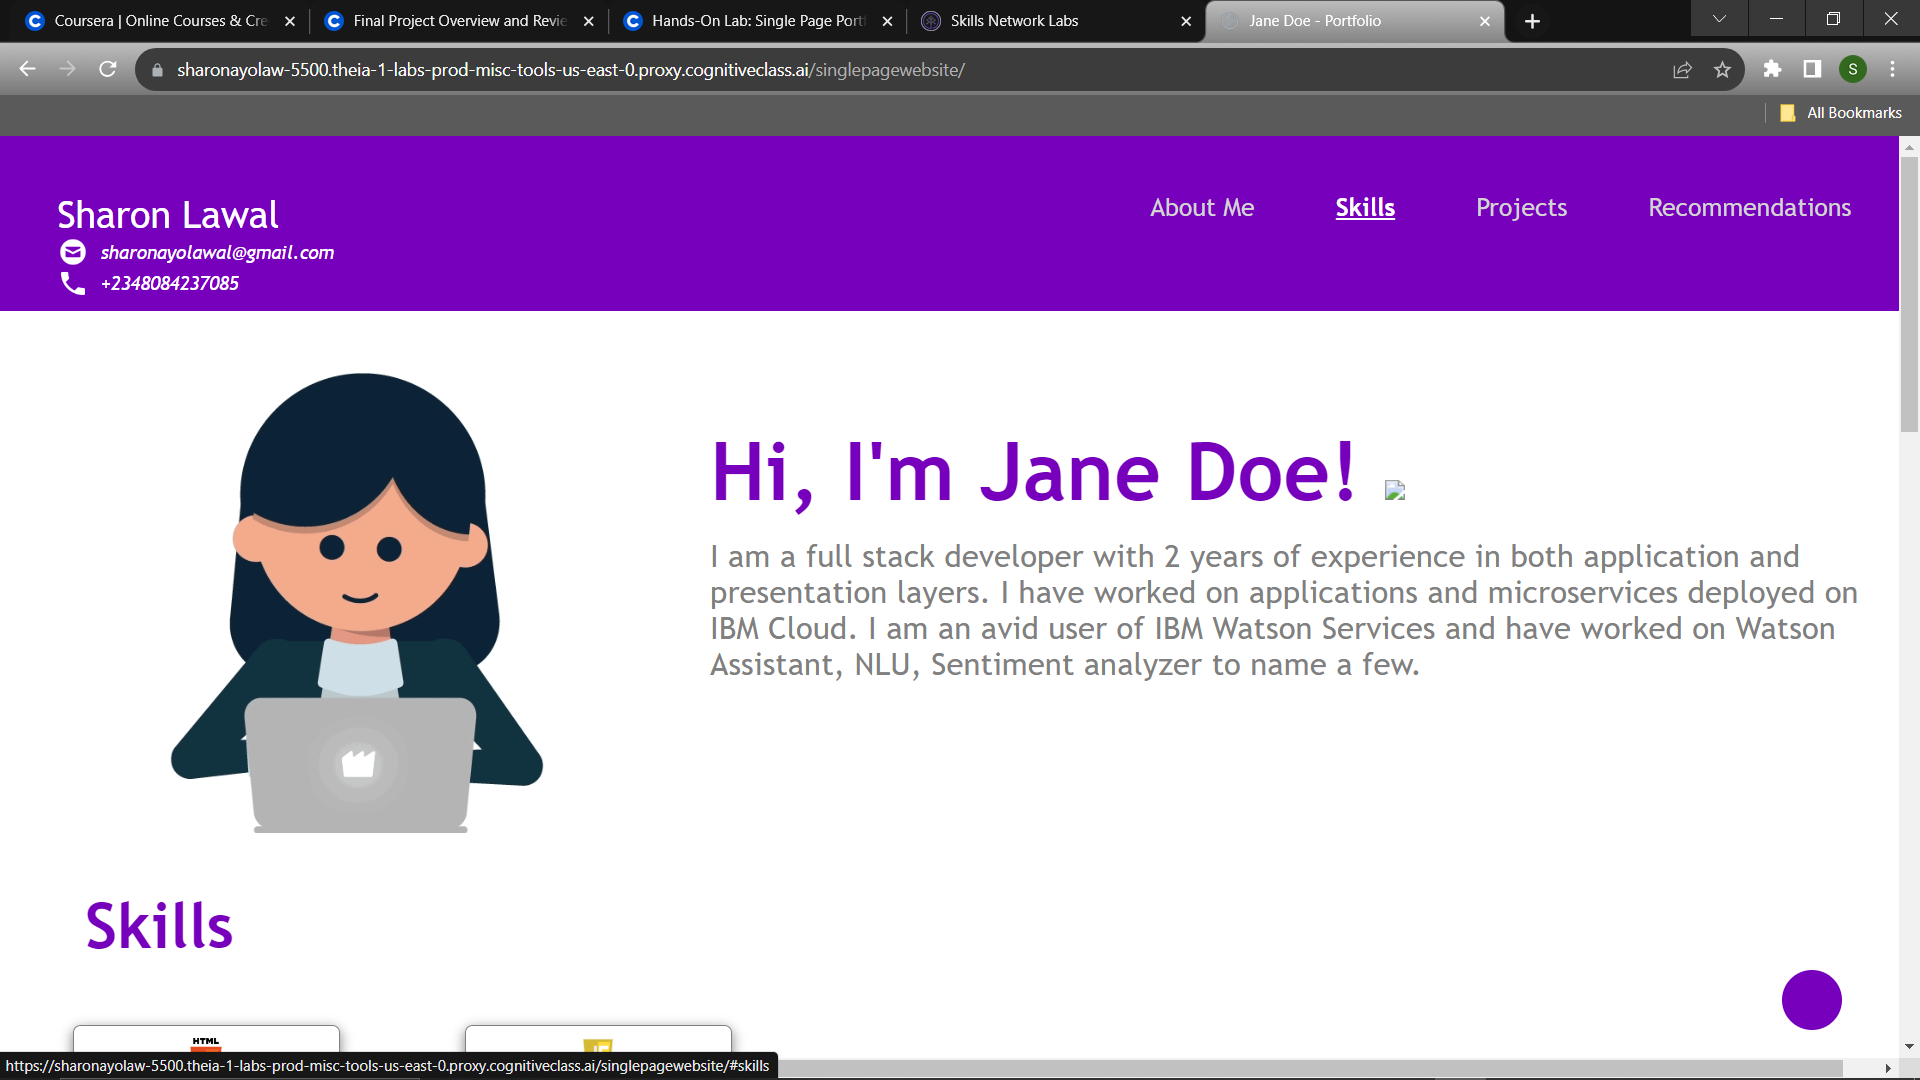 Coursera | Online Courses & Cre
Final Project Overview and Revie
Hands-On Lab: Single Page Portf
Skills Network Labs
Jane Doe - Portfolio
sharonayolaw-5500.theia-1-labs-prod-misc-tools-us-east-0.proxy.cognitiveclass.ai/singlepagewebsite/
S
All Bookmarks
Sharon Lawal
sharonayolawal@gmail.com
+2348084237085
About Me
Skills
Projects
Recommendations
Hi, I'm Jane Doe!
I am a full stack developer with 2 years of experience in both application and
presentation layers. I have worked on applications and microservices deployed on
IBM Cloud. I am an avid user of IBM Watson Services and have worked on Watson
Assistant, NLU, Sentiment analyzer to name a few.
Skills
HTML
https://sharonayolaw-5500.theia-1-labs-prod-misc-tools-us-east-0.proxy.cognitiveclass.ai/singlepagewebsite/#skills